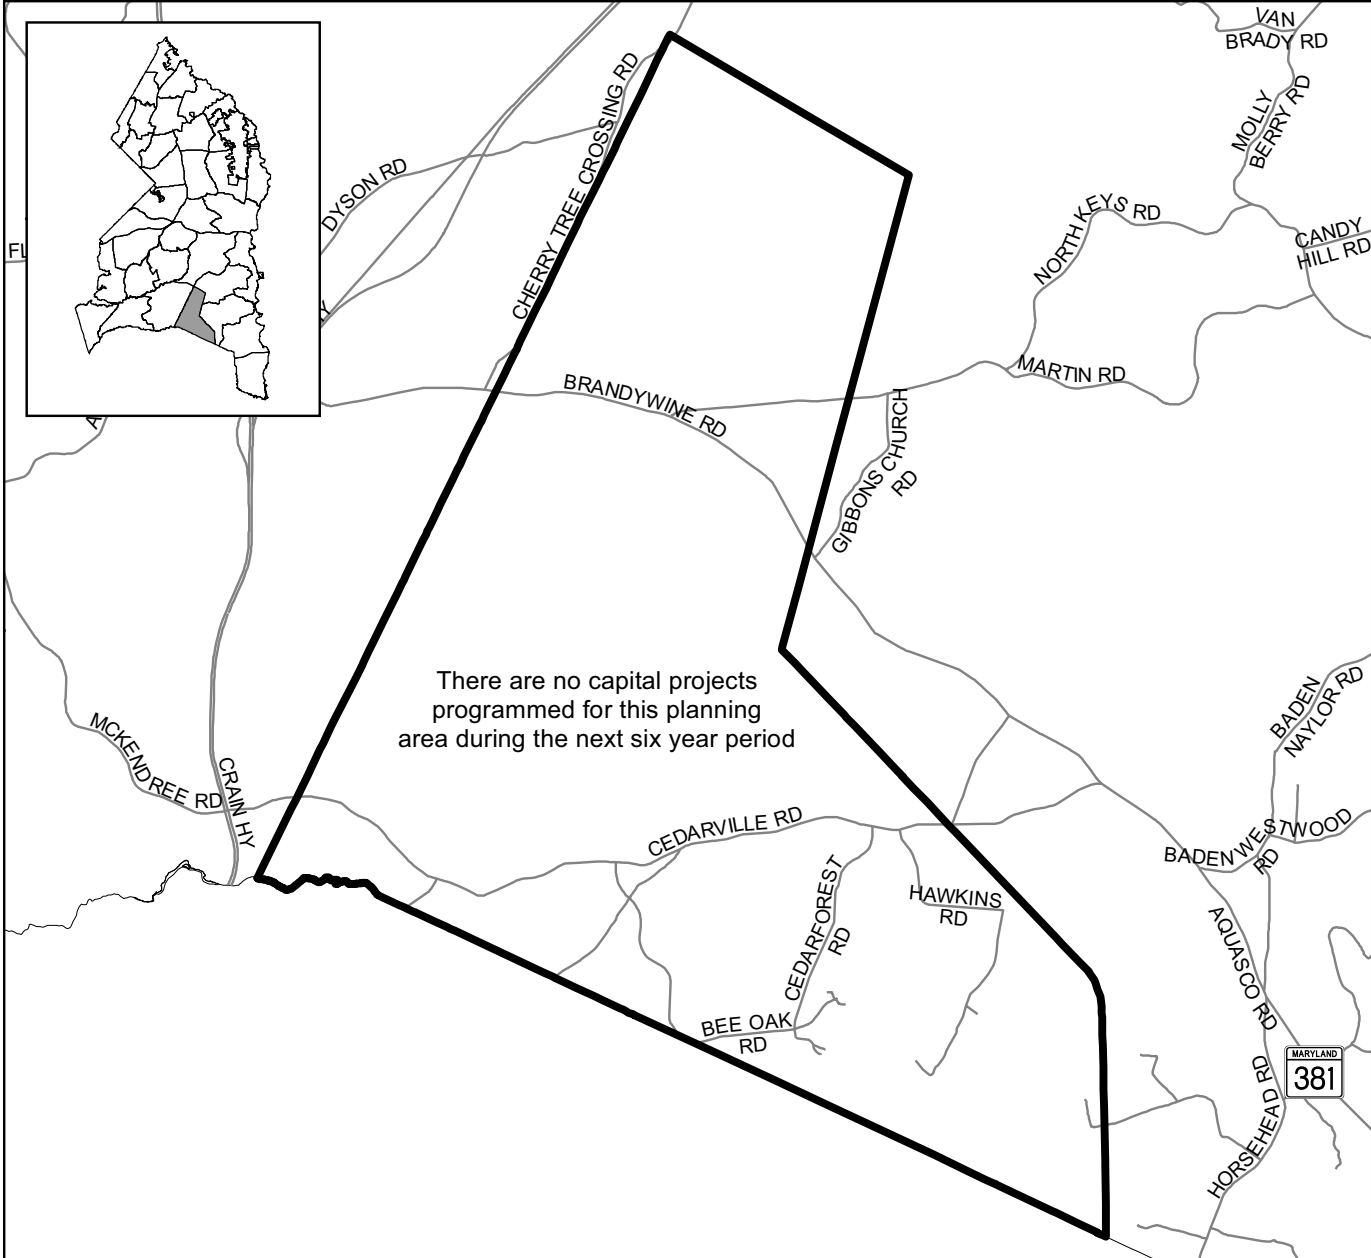 VAN
BRADY RD
MOLLY
BERRY RD
CHERRY TREE CROSSING RD
DYSON RD
NORTH KEYS RD
CANDY
HILL RD
FL
Y
MARTIN RD
BRANDYWINE RD
A
GIBBONS CHURCH
RD
There are no capital projects
programmed for this planning
area during the next six year period
BADEN
NAYLOR RD
MCKENDREE RD
CRAIN HY
CEDARVILLE RD
BADEN WESTWOOD
RD
HAWKINS
RD
CEDARFOREST
RD
AQUASCO RD
BEE OAK
RD
MARYLAND
381
HORSEHEAD RD